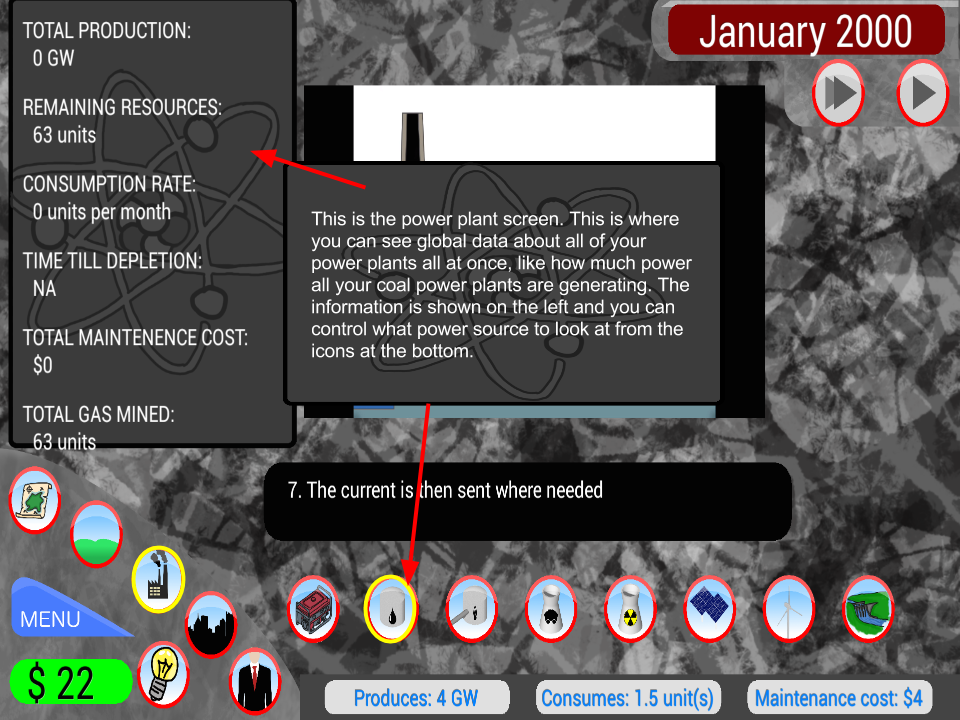 TOTAL PRODUCTION:
0 GW
REMAINING RESOURCES:
63 units
CONSUMPTION RATE:
0 units per month
TIME TILL DEPLETION:
NA
TOTAL MAINTENENCE COST:
$0
TOTAL GAS MINED:
63 units
January 2000
This is the power plant screen. This is where
you can see global data about all of your
power plants all at once, like how much power
all your coal power plants are generating. The
information is shown on the left and you can
control what power source to look at from the
icons at the bottom.
7. The current is then sent where needed
MENU
$ 22
Produces: 4 GW
Consumes: 1.5 unit(s)
Maintenance cost: $4